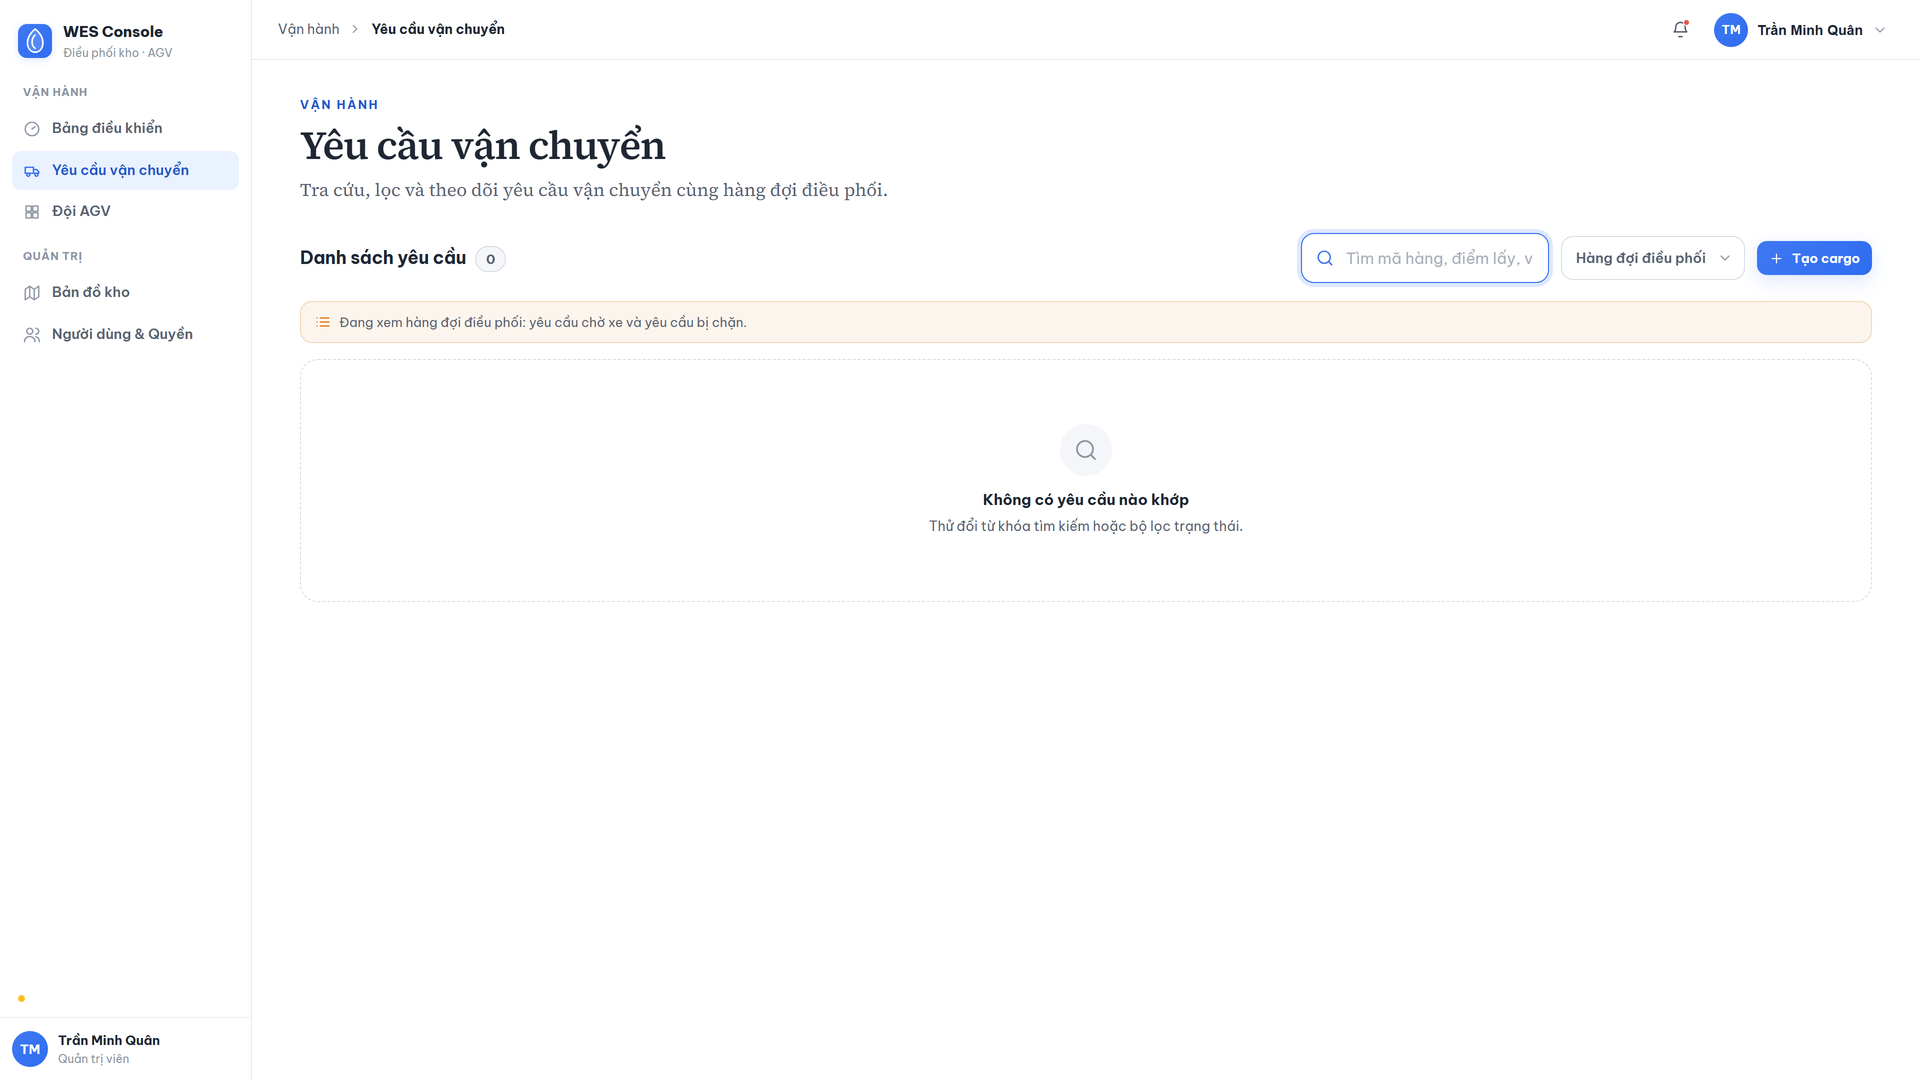 WES Console
Điều phối kho · AGV
VẬN HÀNH
Bảng điều khiển
Yêu cầu vận chuyển
Đội AGV
QUẢN TRỊ
Bản đồ kho
Người dùng & Quyền
TM
Trần Minh Quân
Quản trị viên
Vận hành
Yêu cầu vận chuyển
TM
Trần Minh Quân
VẬN HÀNH
Yêu cầu vận chuyển
Tra cứu, lọc và theo dõi yêu cầu vận chuyển cùng hàng đợi điều phối.
Danh sách yêu cầu 0
Tìm mã hàng, điểm lấy, v
Hàng đợi điều phối
Tạo cargo
Đang xem hàng đợi điều phối: yêu cầu chờ xe và yêu cầu bị chặn.
Không có yêu cầu nào khớp
Thử đổi từ khóa tìm kiếm hoặc bộ lọc trạng thái.